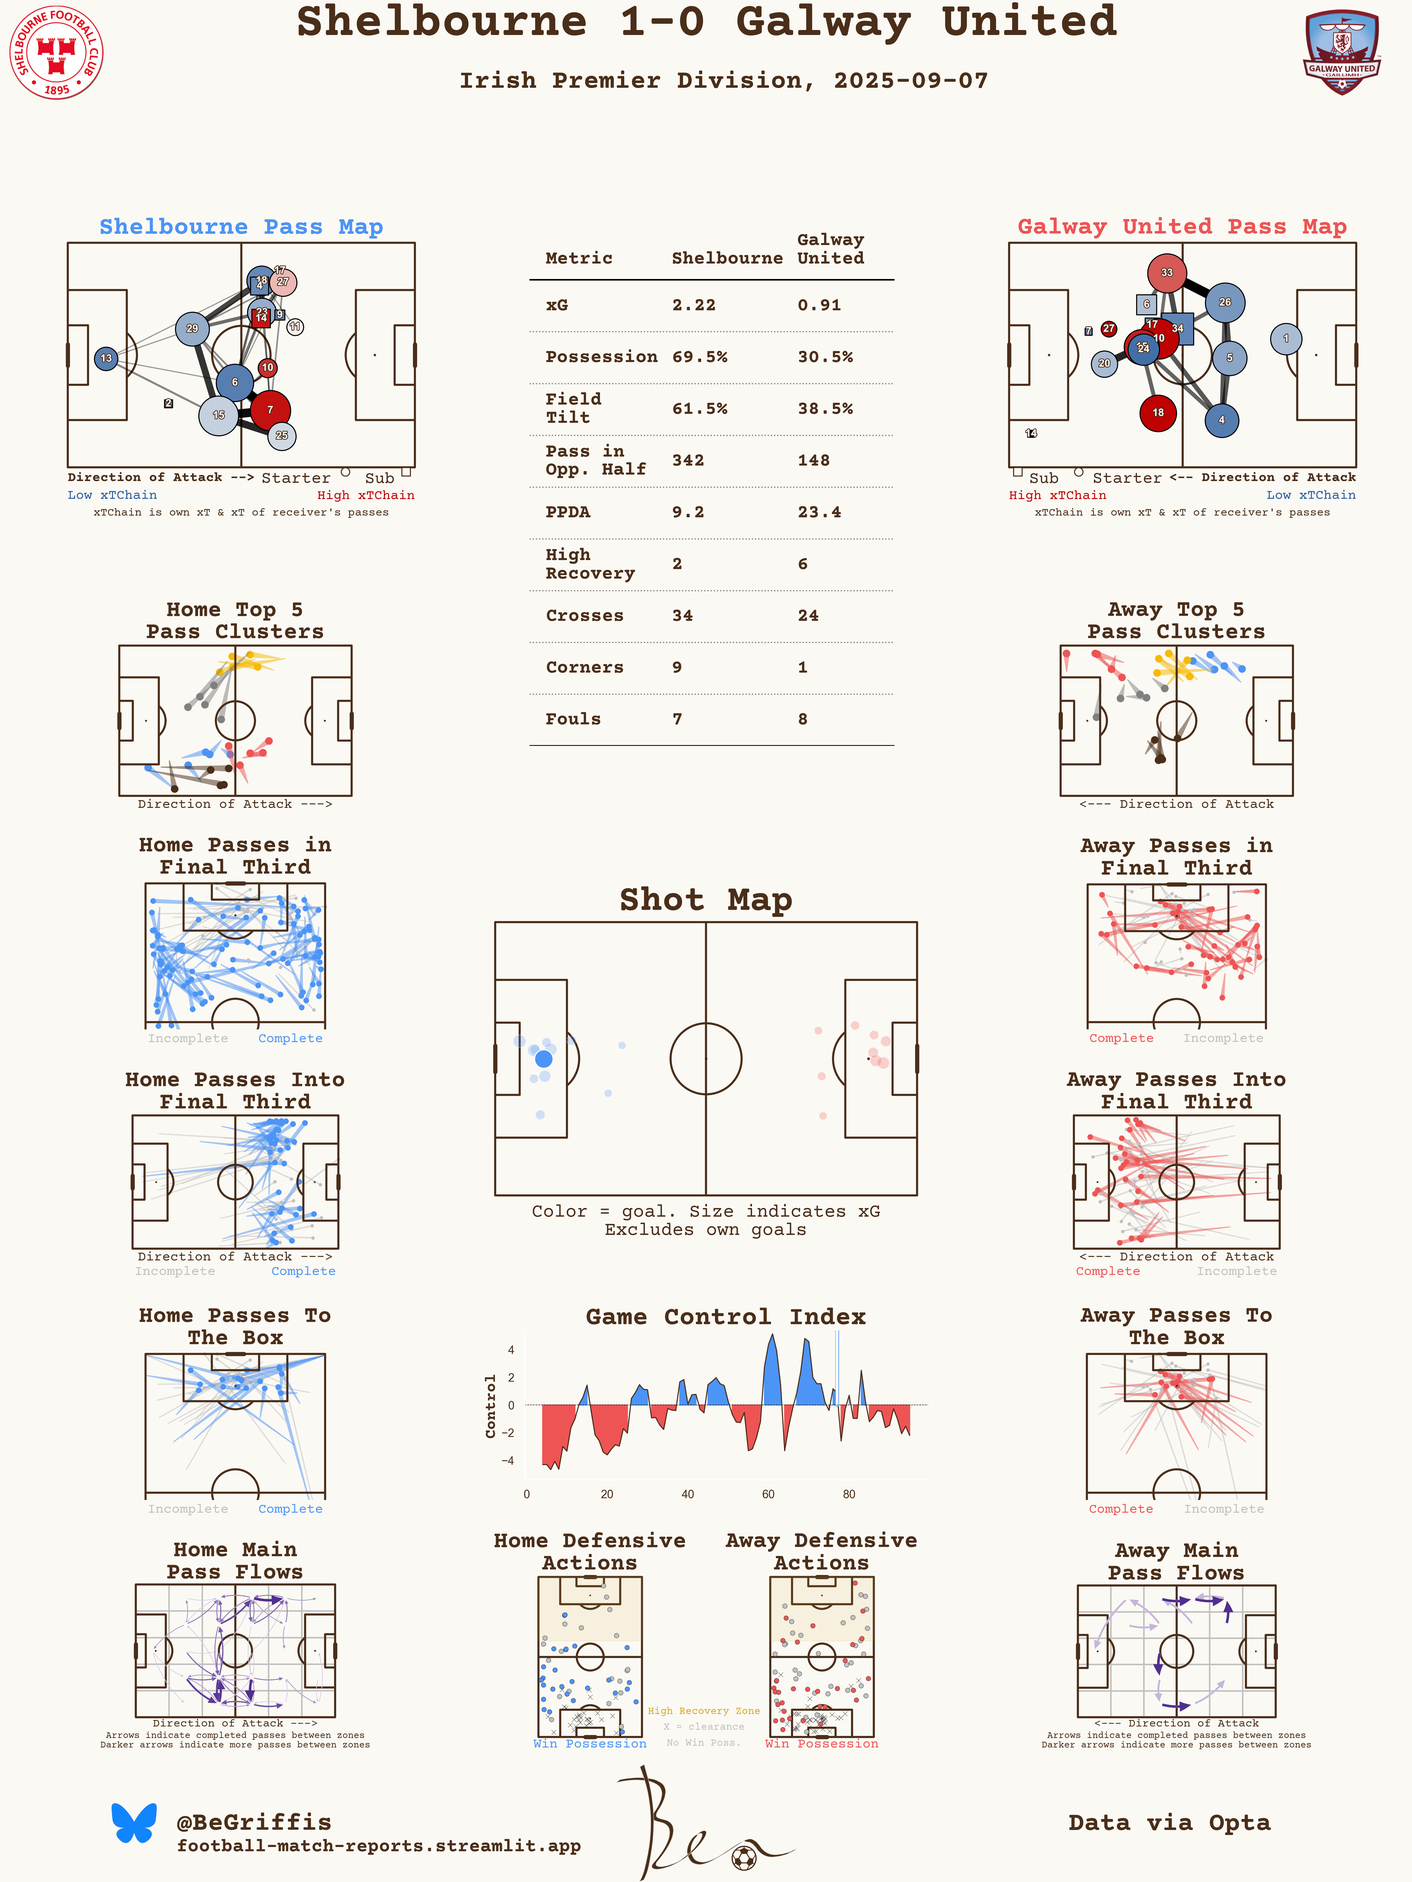 Shelbourne 1-0 Galway United
Irish Premier Division, 2025-09-07
SHELBOURNE FOOTBALL CLUB
1895
GALWAY UNITED
GAILLIMH
Shelbourne Pass Map
17
18
4
27
23
14
9
11
29
13
10
6
7
15
2
25
Direction of Attack --> Starter Sub
Low xTChain High xTChain
xTChain is own xT & xT of receiver's passes
Metric Shelbourne Galway United
xG 2.22 0.91
Possession 69.5% 30.5%
Field Tilt 61.5% 38.5%
Pass in Opp. Half 342 148
PPDA 9.2 23.4
High Recovery 2 6
Crosses 34 24
Corners 9 1
Fouls 7 8
Galway United Pass Map
33
26
6
17
34
7
27
10
24
1
5
20
18
4
14
Sub Starter <-- Direction of Attack
High xTChain Low xTChain
xTChain is own xT & xT of receiver's passes
Home Top 5
Pass Clusters
Direction of Attack --->
Away Top 5
Pass Clusters
<--- Direction of Attack
Home Passes in
Final Third
Incomplete Complete
Away Passes in
Final Third
Complete Incomplete
Shot Map
Color = goal. Size indicates xG
Excludes own goals
Home Passes Into
Final Third
Direction of Attack --->
Incomplete Complete
Away Passes Into
Final Third
<--- Direction of Attack
Complete Incomplete
Home Passes To
The Box
Incomplete Complete
Game Control Index
Control
4
2
0
−2
−4
0 20 40 60 80
Away Passes To
The Box
Complete Incomplete
Home Main
Pass Flows
Direction of Attack --->
Arrows indicate completed passes between zones
Darker arrows indicate more passes between zones
Home Defensive
Actions
Win Possession
Away Defensive
Actions
Win Possession
High Recovery Zone
X = clearance
No Win Poss.
Away Main
Pass Flows
<--- Direction of Attack
Arrows indicate completed passes between zones
Darker arrows indicate more passes between zones
@BeGriffis
football-match-reports.streamlit.app
Ben
Data via Opta